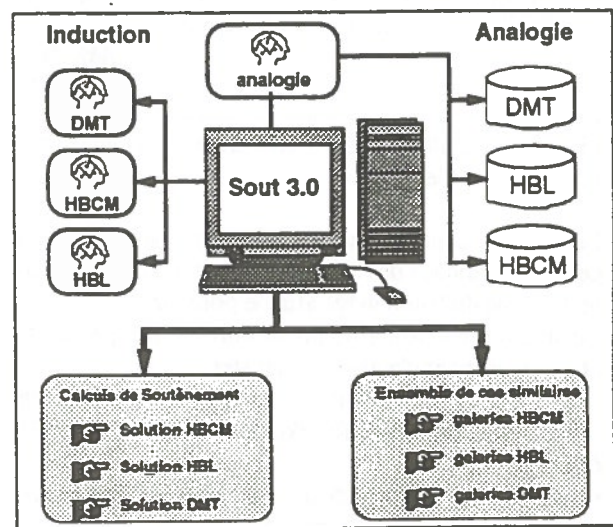 Induction
analogie
Analogie
DMT
HBCM
HBL
Sout 3.0
DMT
HBL
HBCM
Calculs de Soutènement
Solution HBCM
Solution HBL
Solution DMT
Ensemble de cas similaires
galeries HBCM
galeries HBL
galeries DMT